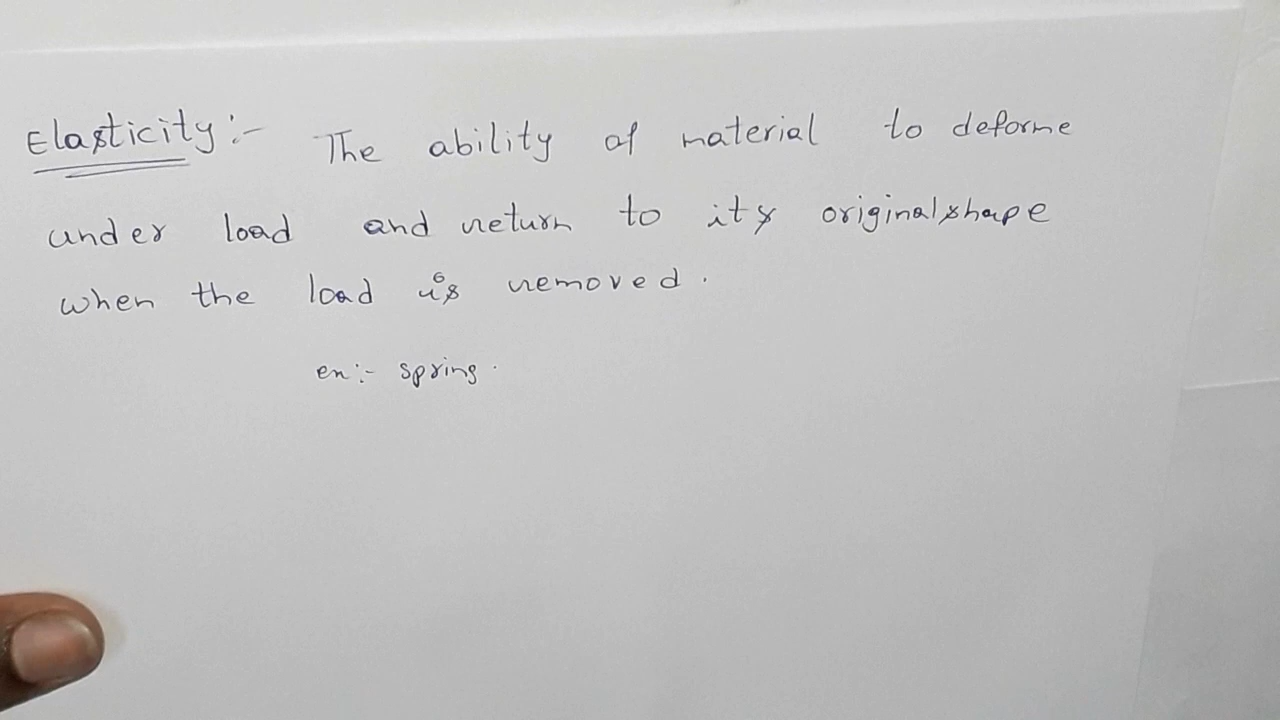 Elasticity :- The ability of material to deforme
under load and return to its original shape
when the load is removed.
ex:- spring.